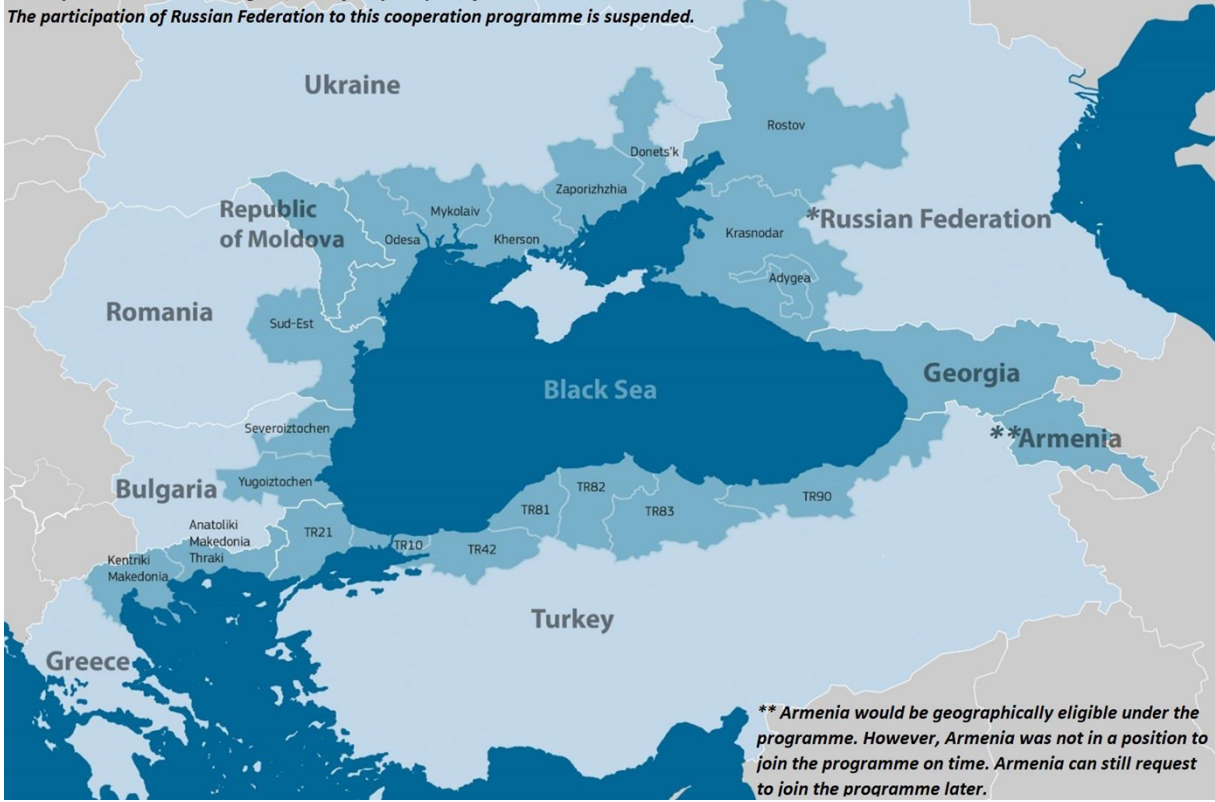 The participation of Russian Federation to this cooperation programme is suspended.
Ukraine
Rostov
Donets'k
Zaporizhzhia
Republic
of Moldova
Mykolaiv
Odesa
Kherson
Krasnodar
*Russian Federation
Adygea
Romania
Sud-Est
Black Sea
Georgia
**Armenia
Severoiztochen
Bulgaria
Yugoiztochen
TR82
TR81
TR83
TR90
Anatoliki
Makedonia
Thraki
TR21
TR10
TR42
Kentriki
Makedonia
Turkey
Greece
** Armenia would be geographically eligible under the
programme. However, Armenia was not in a position to
join the programme on time. Armenia can still request
to join the programme later.